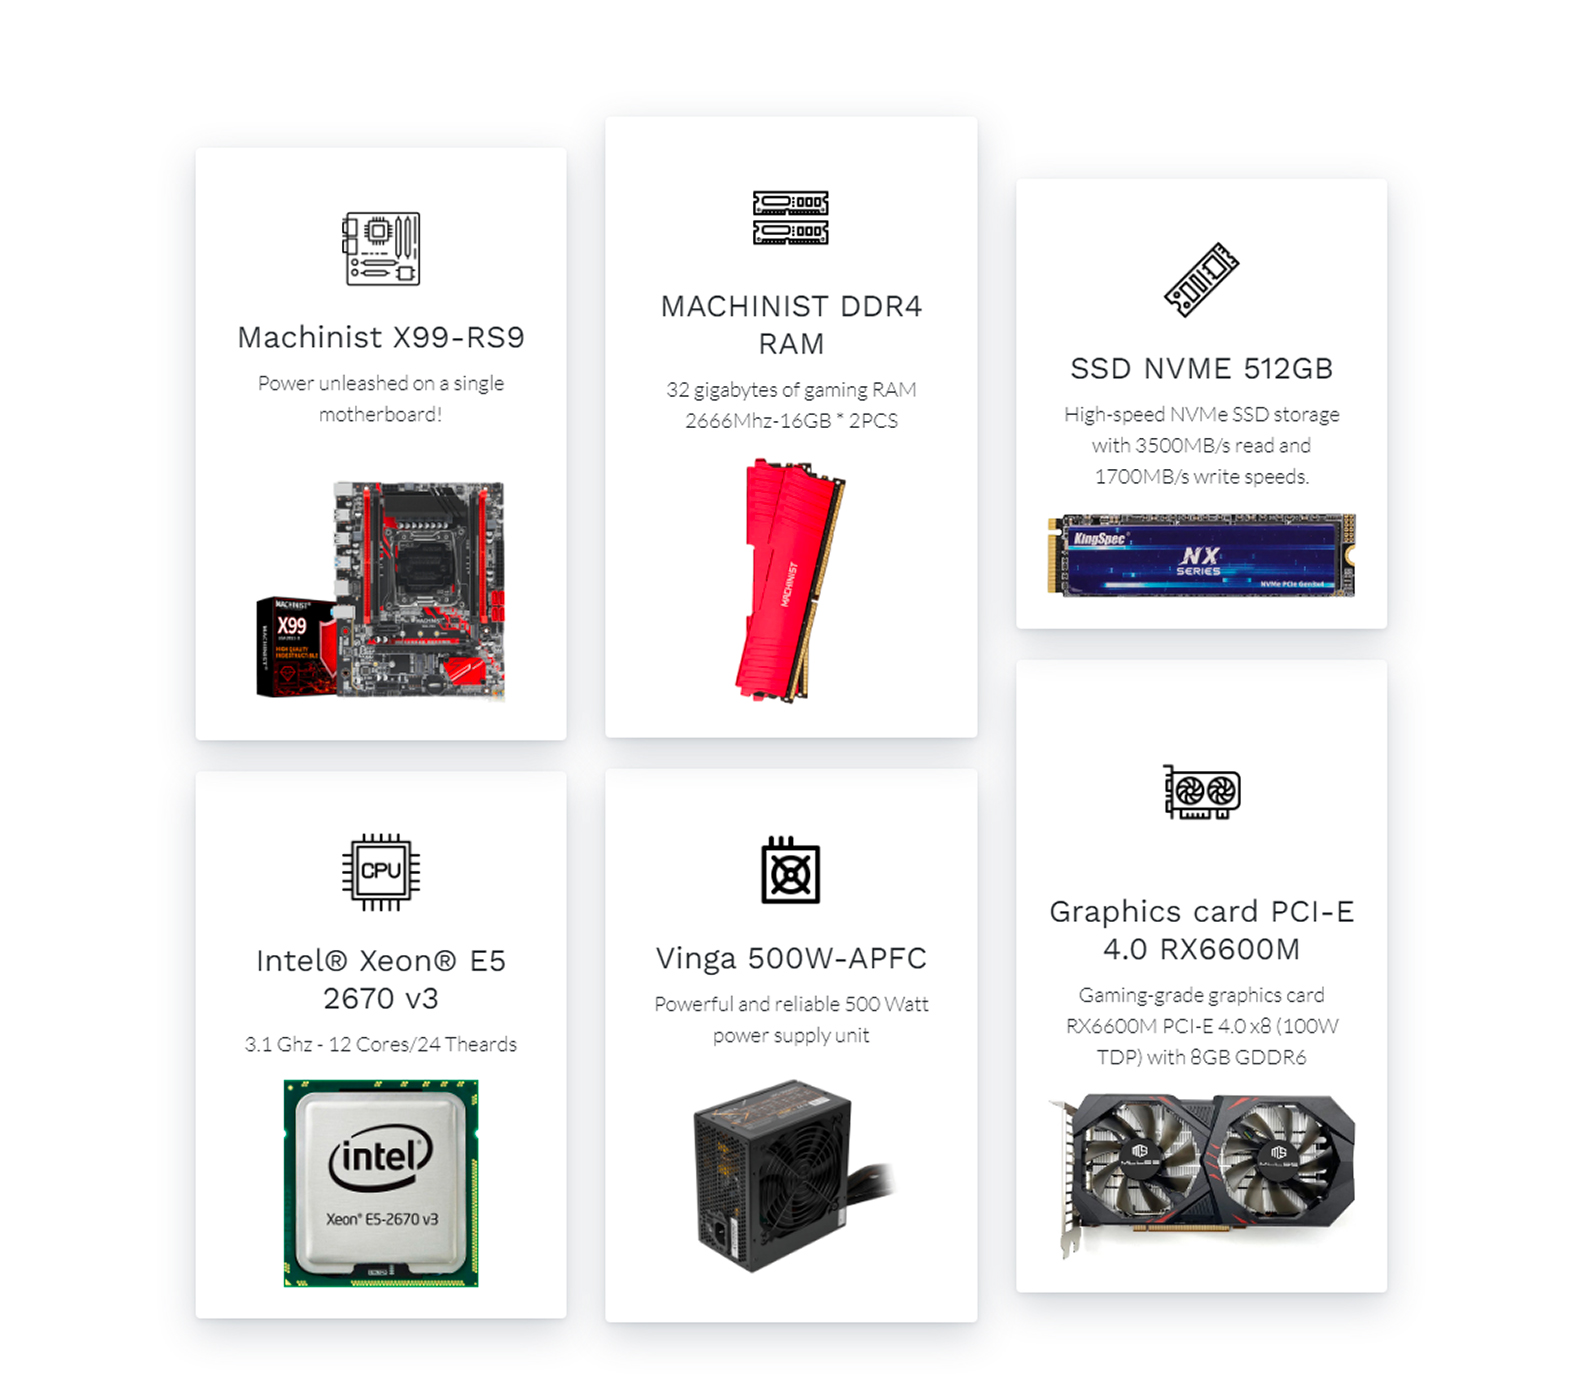 Machinist X99-RS9
Power unleashed on a single
motherboard!
MACHINIST
X99
MACHINIST
MACHINIST DDR4
RAM
32 gigabytes of gaming RAM
2666Mhz-16GB * 2PCS
MACHINIST
SSD NVME 512GB
High-speed NVMe SSD storage
with 3500MB/s read and
1700MB/s write speeds.
KingSpec
NX
SERIES
NVMe PCIe Gen3x4
CPU
Intel® Xeon® E5
2670 v3
3.1 Ghz - 12 Cores/24 Theards
intel
Xeon® E5-2670 v3
Vinga 500W-APFC
Powerful and reliable 500 Watt
power supply unit
Graphics card PCI-E
4.0 RX6600M
Gaming-grade graphics card
RX6600M PCI-E 4.0 x8 (100W
TDP) with 8GB GDDR6